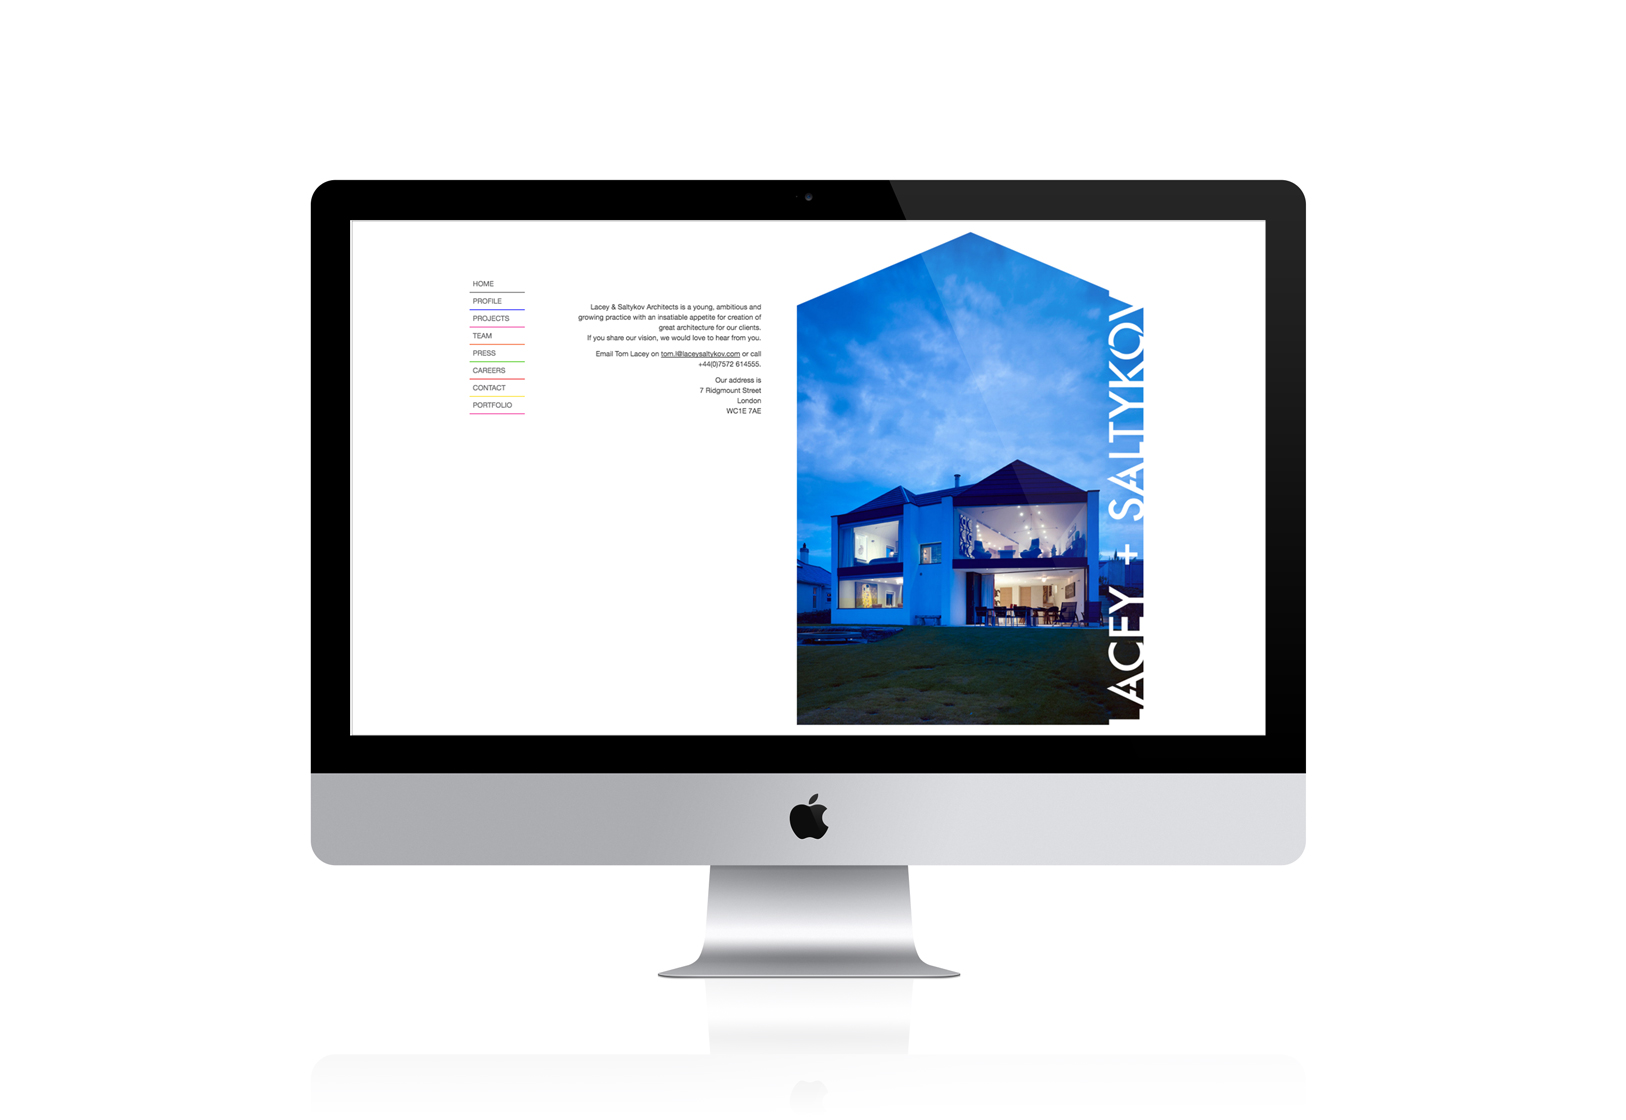 HOME
PROFILE
PROJECTS
TEAM
PRESS
CAREERS
CONTACT
PORTFOLIO
Lacey & Saltykov Architects is a young, ambitious and
growing practice with an insatiable appetite for creation of
great architecture for our clients.
If you share our vision, we would love to hear from you.
Email Tom Lacey on tom.l@laceysaltykov.com or call
+44(0)7572 614555.
Our address is
7 Ridgmount Street
London
WC1E 7AE
LACEY + SALTYKOV